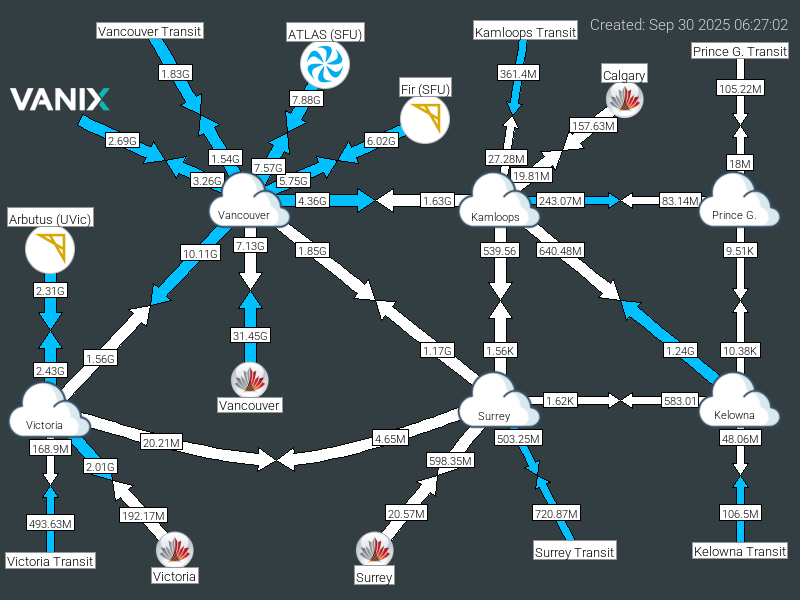 Created: Sep 30 2025 06:27:02
Vancouver Transit
ATLAS (SFU)
Kamloops Transit
Prince G. Transit
1.83G
361.4M
Calgary
VANIX
7.88G
Fir (SFU)
105.22M
157.63M
2.69G
6.02G
1.54G
27.28M
18M
7.57G
19.81M
3.26G
5.75G
4.36G
1.63G
243.07M
83.14M
Arbutus (UVic)
Vancouver
Kamloops
Prince G.
10.11G
7.13G
1.85G
539.56
640.48M
9.51K
2.31G
31.45G
1.56G
1.17G
1.56K
1.24G
10.38K
2.43G
Vancouver
1.62K
583.01
Victoria
Surrey
Kelowna
168.9M
20.21M
4.65M
503.25M
48.06M
2.01G
598.35M
493.63M
192.17M
20.57M
720.87M
106.5M
Victoria Transit
Surrey Transit
Kelowna Transit
Victoria
Surrey